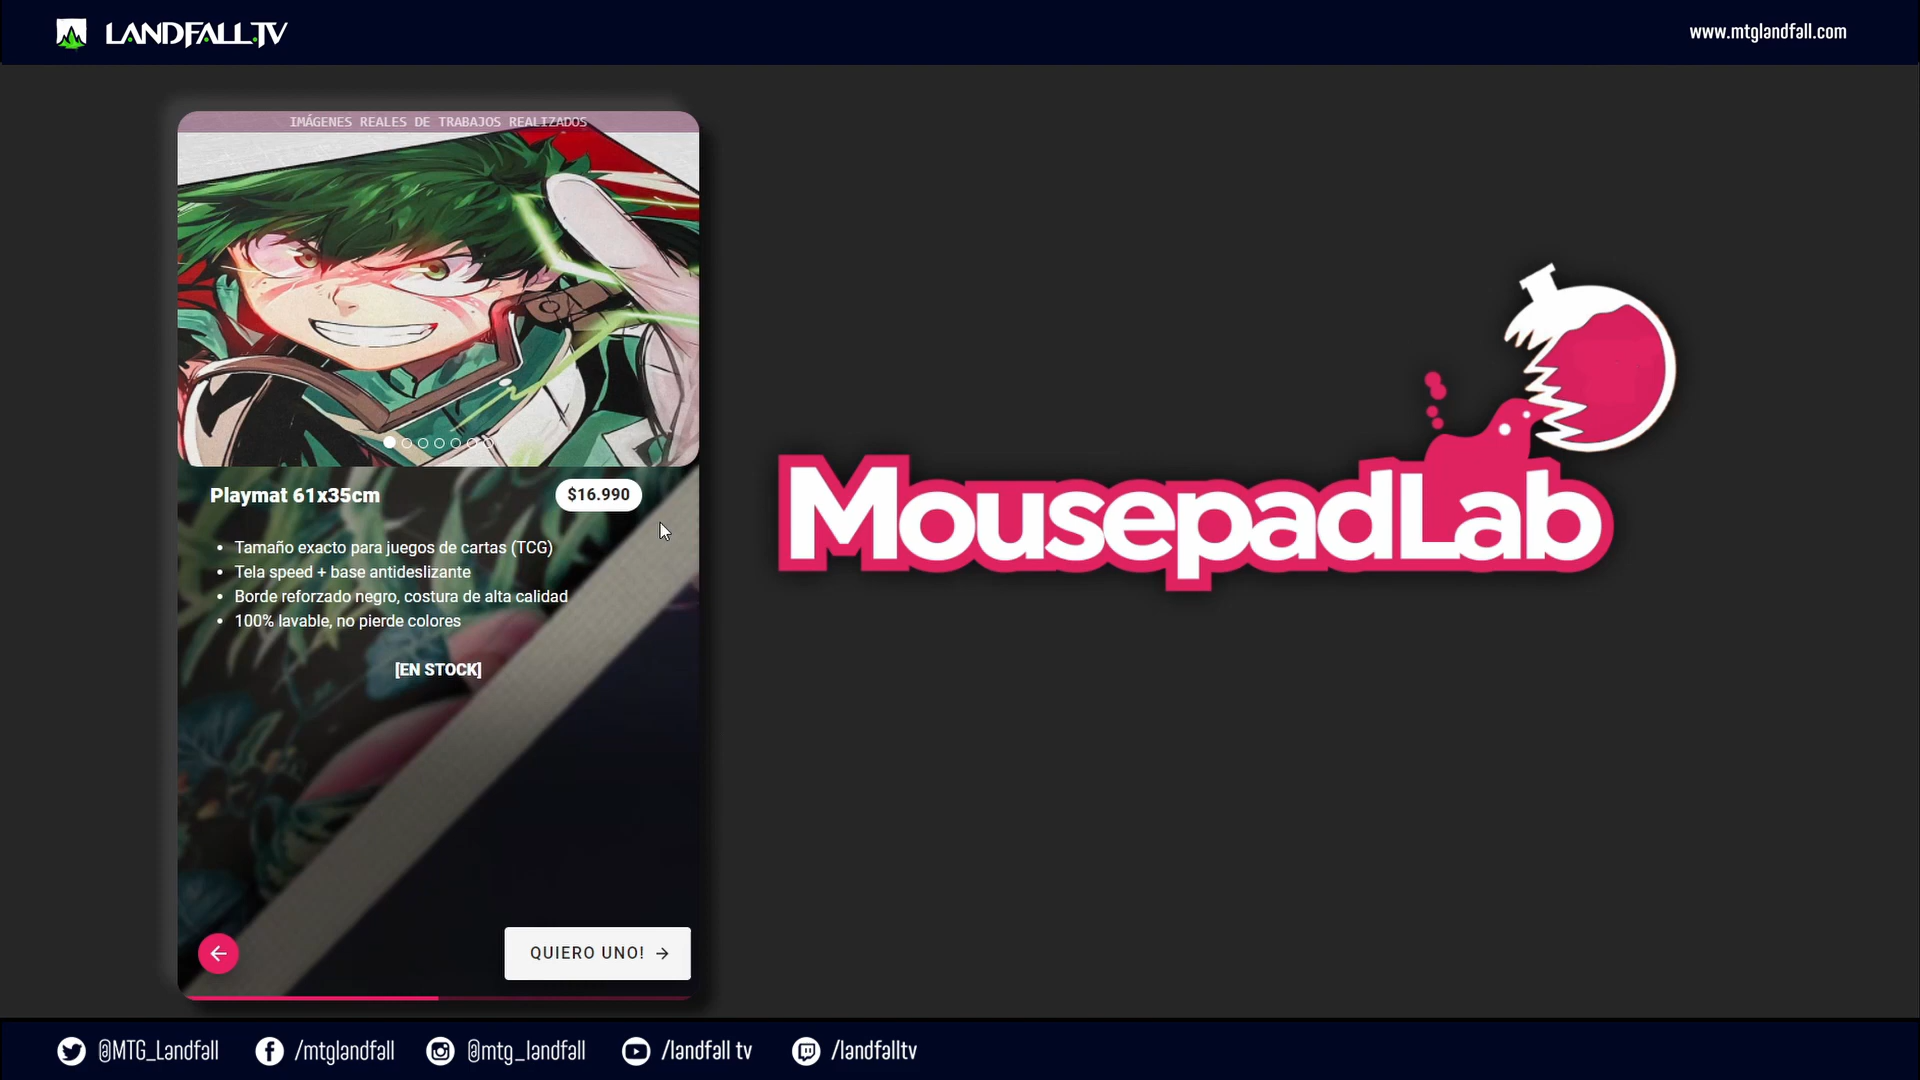 LANDFALL.TV
www.mtglandfall.com
IMÁGENES REALES DE TRABAJOS REALIZADOS
Playmat 61x35cm
$16.990
Tamaño exacto para juegos de cartas (TCG)
Tela speed + base antideslizante
Borde reforzado negro, costura de alta calidad
100% lavable, no pierde colores
[EN STOCK]
QUIERO UNO!
MousepadLab
@MTG_Landfall
/mtglandfall
@mtg_landfall
/landfall tv
/landfalltv